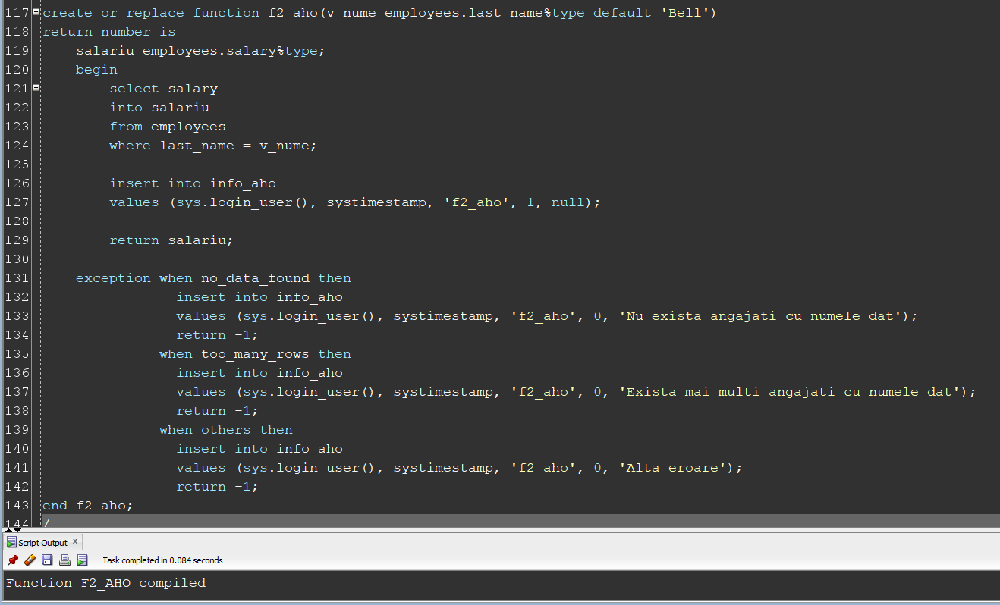 117 create or replace function f2_aho(v_nume employees.last_name%type default 'Bell')
118 return number is
119 salariu employees.salary%type;
120 begin
121 select salary
122 into salariu
123 from employees
124 where last_name = v_nume;
125
126 insert into info_aho
127 values (sys.login_user(), systimestamp, 'f2_aho', 1, null);
128
129 return salariu;
130
131 exception when no_data_found then
132 insert into info_aho
133 values (sys.login_user(), systimestamp, 'f2_aho', 0, 'Nu exista angajati cu numele dat');
134 return -1;
135 when too_many_rows then
136 insert into info_aho
137 values (sys.login_user(), systimestamp, 'f2_aho', 0, 'Exista mai multi angajati cu numele dat');
138 return -1;
139 when others then
140 insert into info_aho
141 values (sys.login_user(), systimestamp, 'f2_aho', 0, 'Alta eroare');
142 return -1;
143 end f2_aho;
144 /
Script Output x
Task completed in 0.084 seconds
Function F2_AHO compiled